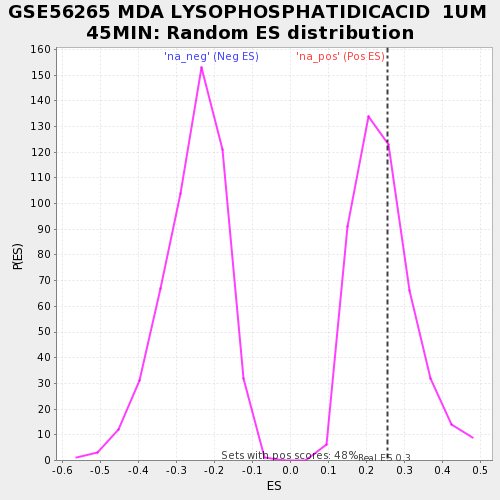 GSE56265 MDA LYSOPHOSPHATIDICACID  1UM
45MIN: Random ES distribution
'na_neg' (Neg ES)
'na_pos' (Pos ES)
160
150
140
130
120
110
100
90
80
70
60
50
40
30
20
10
0
P(ES)
Sets with pos scores: 48%
Real ES 0.3
-0.6 -0.5 -0.4 -0.3 -0.2 -0.1 0.0 0.1 0.2 0.3 0.4 0.5
ES